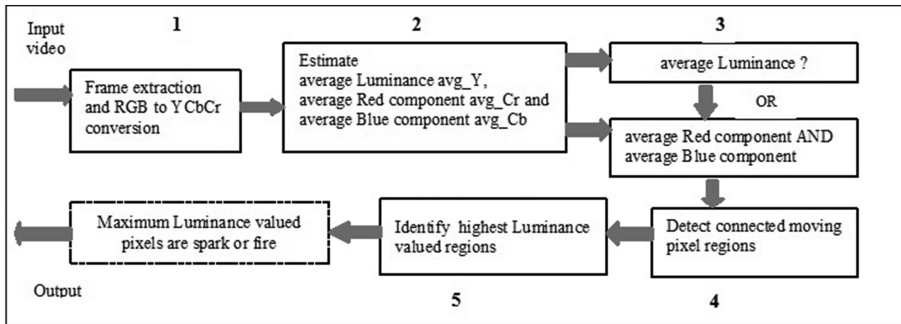 1
2
3
Input
video
Frame extraction
and RGB to YCbCr
conversion
Estimate
average Luminance avg_Y,
average Red component avg_Cr and
average Blue component avg_Cb
average Luminance ?
OR
average Red component AND
average Blue component
Maximum Luminance valued
pixels are spark or fire
Identify highest Luminance
valued regions
Detect connected moving
pixel regions
Output
5
4